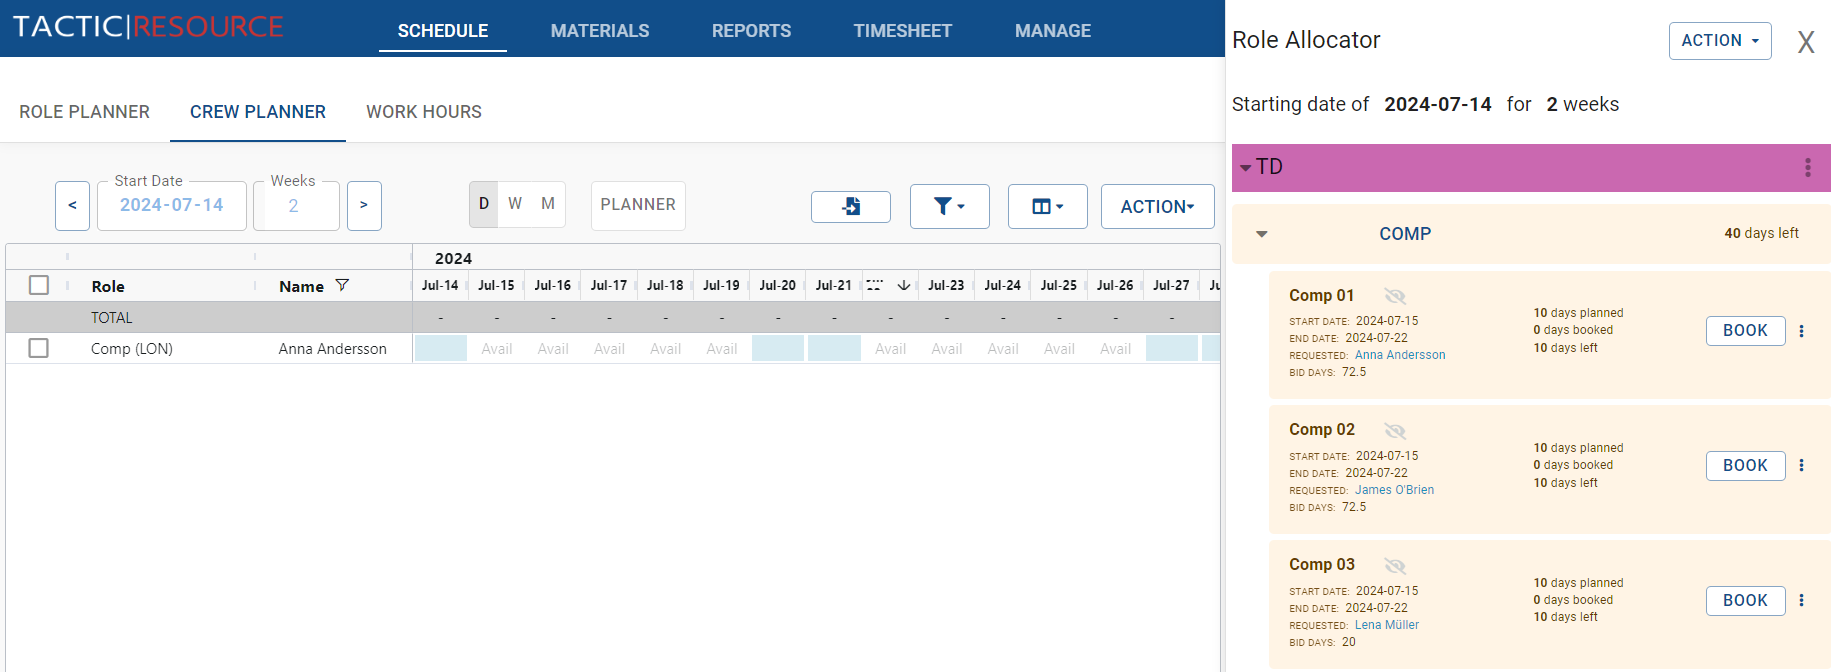 TACTIC|RESOURCE
SCHEDULE
MATERIALS
REPORTS
TIMESHEET
MANAGE
ROLE PLANNER
CREW PLANNER
WORK HOURS
<
Start Date
2024-07-14
Weeks
2
>
D W M
PLANNER
ACTION
2024
Role Name Jul-14 Jul-15 Jul-16 Jul-17 Jul-18 Jul-19 Jul-20 Jul-21 Jul-23 Jul-24 Jul-25 Jul-26 Jul-27
TOTAL - - - - - - - - - - - - - -
Comp (LON) Anna Andersson Avail Avail Avail Avail Avail Avail Avail Avail Avail Avail
Role Allocator
ACTION
X
Starting date of 2024-07-14 for 2 weeks
TD
COMP
40 days left
Comp 01
START DATE: 2024-07-15
END DATE: 2024-07-22
REQUESTED: Anna Andersson
BID DAYS: 72.5
10 days planned
0 days booked
10 days left
BOOK
Comp 02
START DATE: 2024-07-15
END DATE: 2024-07-22
REQUESTED: James O'Brien
BID DAYS: 72.5
10 days planned
0 days booked
10 days left
BOOK
Comp 03
START DATE: 2024-07-15
END DATE: 2024-07-22
REQUESTED: Lena Müller
BID DAYS: 20
10 days planned
0 days booked
10 days left
BOOK